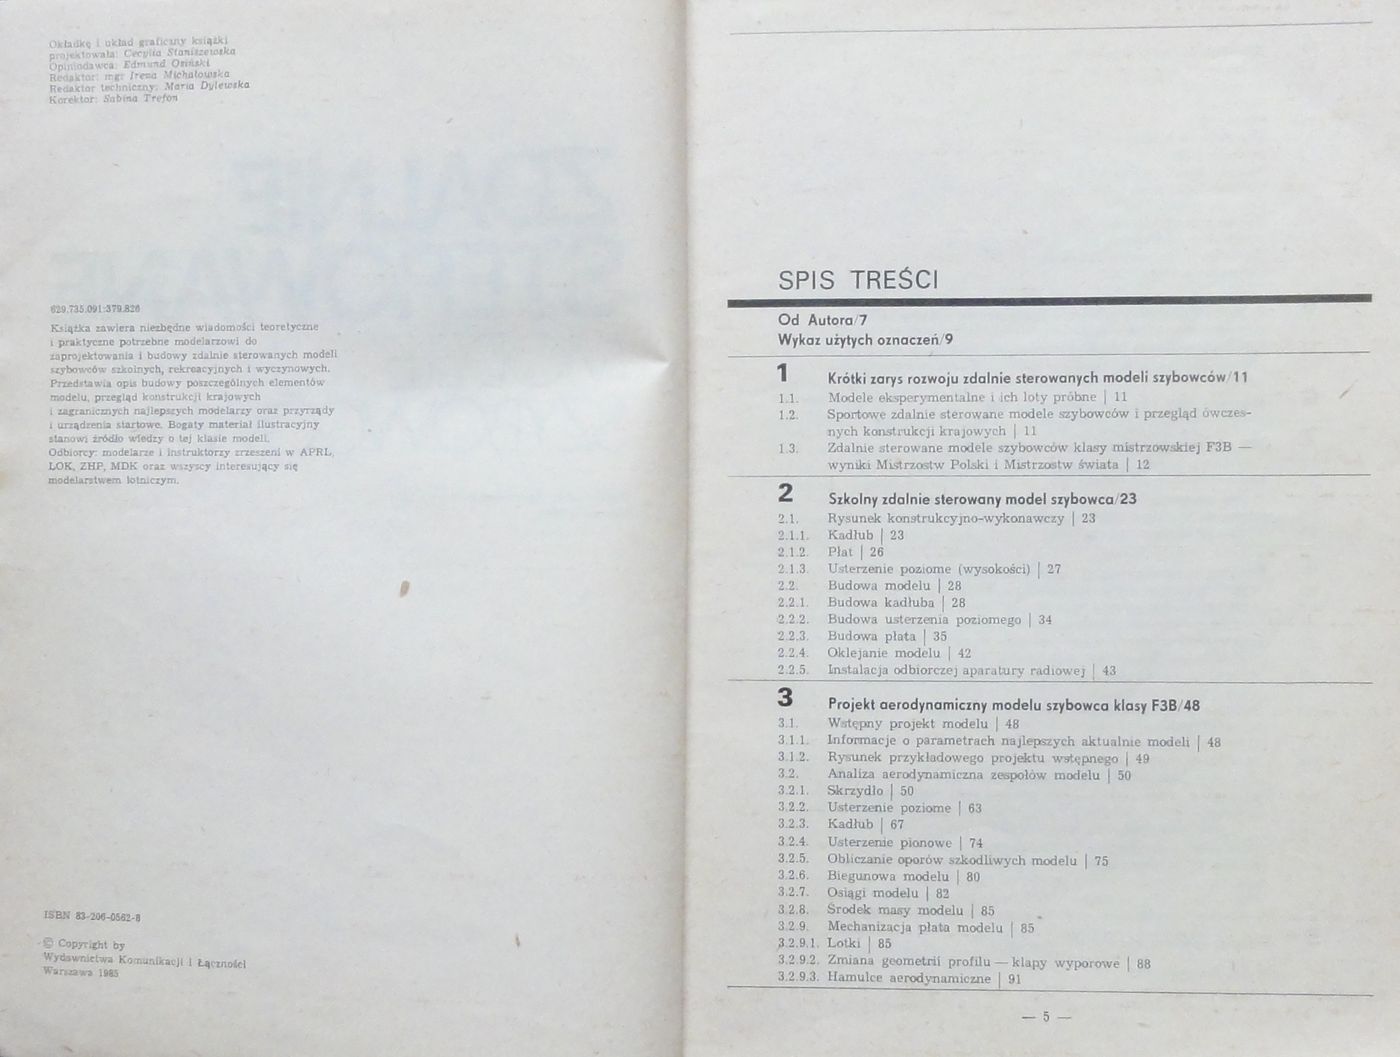 Okładkę i układ graficzny książki
projektowała: Cecylia Staniszewska
Opiniodawca: Edmund Osiński
Redaktor: mgr Irena Michałowska
Redaktor techniczny: Maria Dylewska
Korektor: Sabina Trefon
629.735.091:379.826
Książka zawiera niezbędne wiadomości teoretyczne
i praktyczne potrzebne modelarzowi do
zaprojektowania i budowy zdalnie sterowanych modeli
szybowców szkolnych, rekreacyjnych i wyczynowych.
Przedstawia opis budowy poszczególnych elementów
modelu, przegląd konstrukcji krajowych
i zagranicznych najlepszych modelarzy oraz przyrządy
i urządzenia startowe. Bogaty materiał ilustracyjny
stanowi źródło wiedzy o tej klasie modeli.
Odbiorcy: modelarze i instruktorzy zrzeszeni w APRL,
LOK, ZHP, MDK oraz wszyscy interesujący się
modelarstwem lotniczym.
ISBN 83-206-0562-8
© Copyright by
Wydawnictwa Komunikacji i Łączności
Warszawa 1985
SPIS TREŚCI
Od Autora/7
Wykaz użytych oznaczeń/9
1 Krótki zarys rozwoju zdalnie sterowanych modeli szybowców/11
1.1. Modele eksperymentalne i ich loty próbne | 11
1.2. Sportowe zdalnie sterowane modele szybowców i przegląd ówczes-
nych konstrukcji krajowych | 11
1.3. Zdalnie sterowane modele szybowców klasy mistrzowskiej F3B —
wyniki Mistrzostw Polski i Mistrzostw świata | 12
2 Szkolny zdalnie sterowany model szybowca/23
2.1. Rysunek konstrukcyjno-wykonawczy | 23
2.1.1. Kadłub | 23
2.1.2. Płat | 26
2.1.3. Usterzenie poziome (wysokości) | 27
2.2. Budowa modelu | 28
2.2.1. Budowa kadłuba | 28
2.2.2. Budowa usterzenia poziomego | 34
2.2.3. Budowa płata | 35
2.2.4. Oklejanie modelu | 42
2.2.5. Instalacja odbiorczej aparatury radiowej | 43
3 Projekt aerodynamiczny modelu szybowca klasy F3B/48
3.1. Wstępny projekt modelu | 48
3.1.1. Informacje o parametrach najlepszych aktualnie modeli | 48
3.1.2. Rysunek przykładowego projektu wstępnego | 49
3.2. Analiza aerodynamiczna zespołów modelu | 50
3.2.1. Skrzydło | 50
3.2.2. Usterzenie poziome | 63
3.2.3. Kadłub | 67
3.2.4. Usterzenie pionowe | 74
3.2.5. Obliczanie oporów szkodliwych modelu | 75
3.2.6. Biegunowa modelu | 80
3.2.7. Osiągi modelu | 82
3.2.8. Środek masy modelu | 85
3.2.9. Mechanizacja płata modelu | 85
3.2.9.1. Lotki | 85
3.2.9.2. Zmiana geometrii profilu — klapy wyporowe | 88
3.2.9.3. Hamulce aerodynamiczne | 91
— 5 —